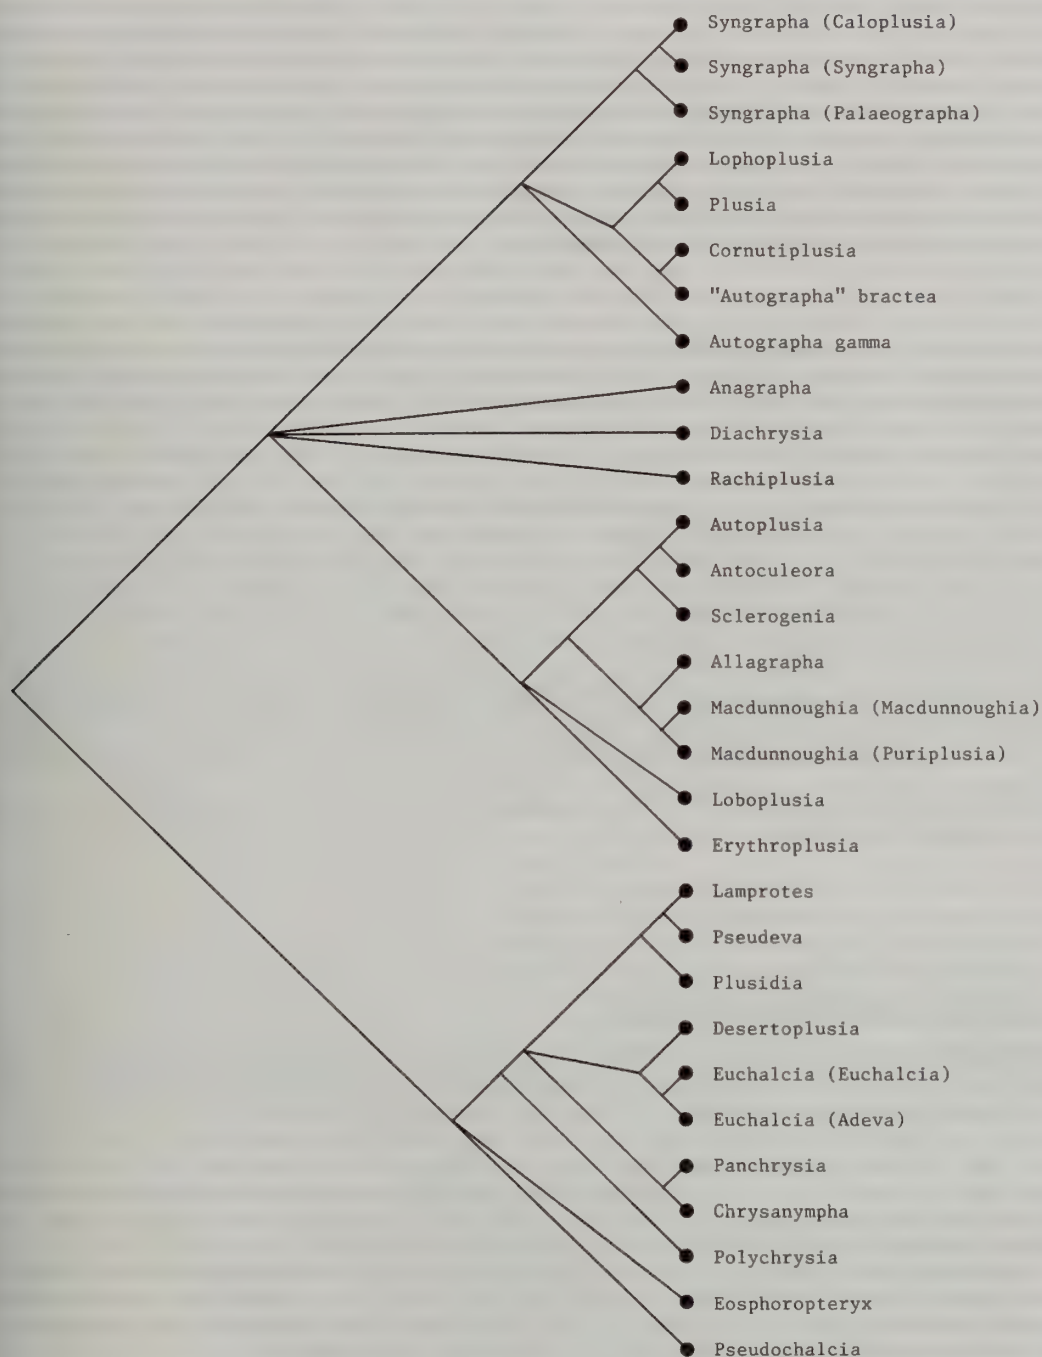 Syngrapha (Caloplusia)
Syngrapha (Syngrapha)
Syngrapha (Palaeographa)
Lophoplusia
Plusia
Cornutiplusia
"Autographa" bractea
Autographa gamma
Anagrapha
Diachrysia
Rachiplusia
Autoplusia
Antoculeora
Sclerogenia
Allagrapha
Macdunnoughia (Macdunnoughia)
Macdunnoughia (Puriplusia)
Loboplusia
Erythroplusia
Lamprotes
Pseudeva
Plusidia
Desertoplusia
Euchalcia (Euchalcia)
Euchalcia (Adeva)
Panchrysia
Chrysanympha
Polychrysia
Eosphoropteryx
Pseudochalcia